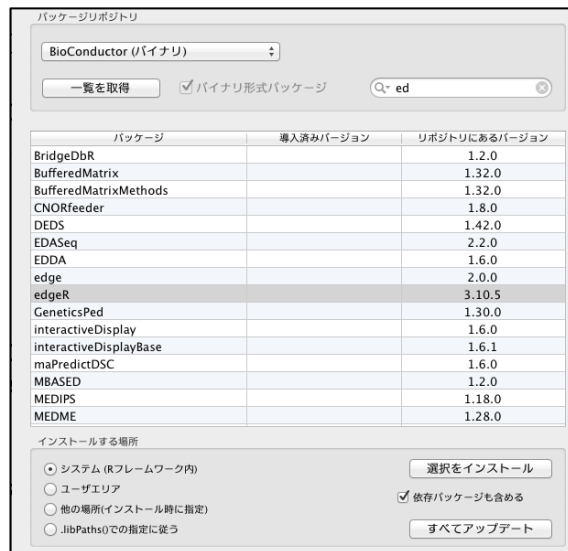 パッケージリポジトリ
BioConductor (バイナリ)
一覧を取得 バイナリ形式パッケージ ed
パッケージ 導入済みバージョン リポジトリにあるバージョン
BridgeDbR 1.2.0
BufferedMatrix 1.32.0
BufferedMatrixMethods 1.32.0
CNORfeeder 1.8.0
DEDS 1.42.0
EDASeq 2.2.0
EDDA 1.6.0
edge 2.0.0
edgeR 3.10.5
GeneticsPed 1.30.0
interactiveDisplay 1.6.0
interactiveDisplayBase 1.6.1
maPredictDSC 1.6.0
MBASED 1.2.0
MEDIPS 1.18.0
MEDME 1.28.0
インストールする場所
システム (Rフレームワーク内) 選択をインストール
ユーザエリア
依存パッケージも含める
他の場所(インストール時に指定)
.libPaths()での指定に従う すべてアップデート